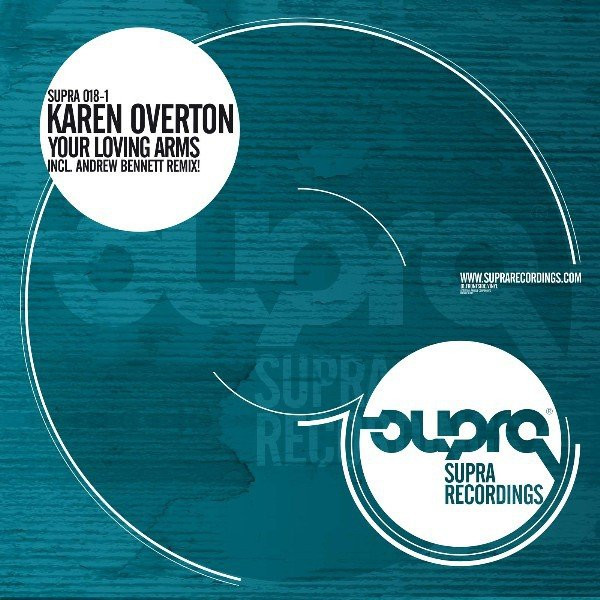 SUPRA 018-1
KAREN OVERTON
YOUR LOVING ARMS
INCL. ANDREW BENNETT REMIX!
supra
WWW.SUPRARECORDINGS.COM
SUPRA
RECORDINGS
supra®
SUPRA
RECORDINGS